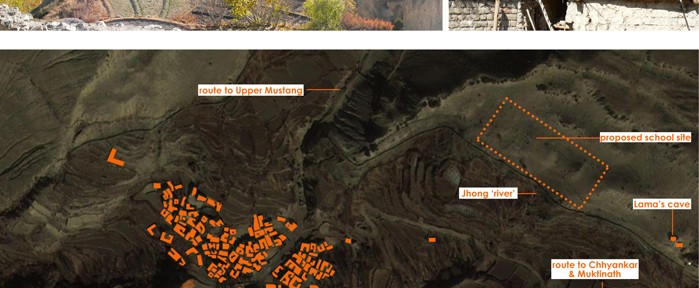 route to Upper Mustang
proposed school site
Jhong 'river'
Lama's cave
route to Chhyankar
& Muktinath